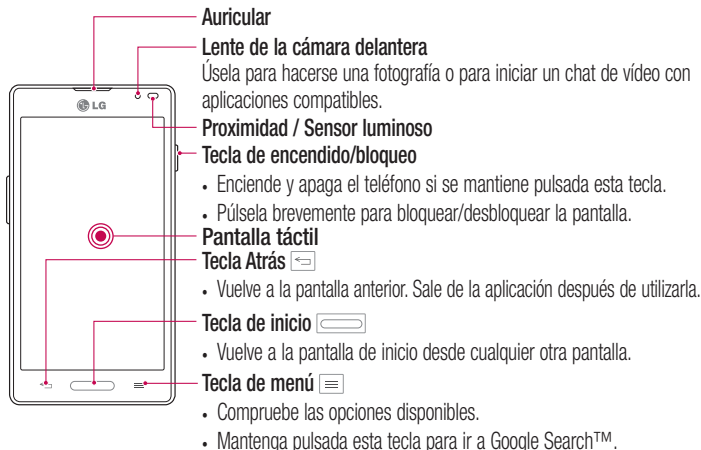 Auricular
Lente de la cámara delantera
Úsela para hacerse una fotografía o para iniciar un chat de vídeo con
aplicaciones compatibles.
LG
Proximidad / Sensor luminoso
Tecla de encendido/bloqueo
• Enciende y apaga el teléfono si se mantiene pulsada esta tecla.
• Púlsela brevemente para bloquear/desbloquear la pantalla.
Pantalla táctil
Tecla Atrás
• Vuelve a la pantalla anterior. Sale de la aplicación después de utilizarla.
Tecla de inicio
• Vuelve a la pantalla de inicio desde cualquier otra pantalla.
Tecla de menú
• Compruebe las opciones disponibles.
• Mantenga pulsada esta tecla para ir a Google Search™.